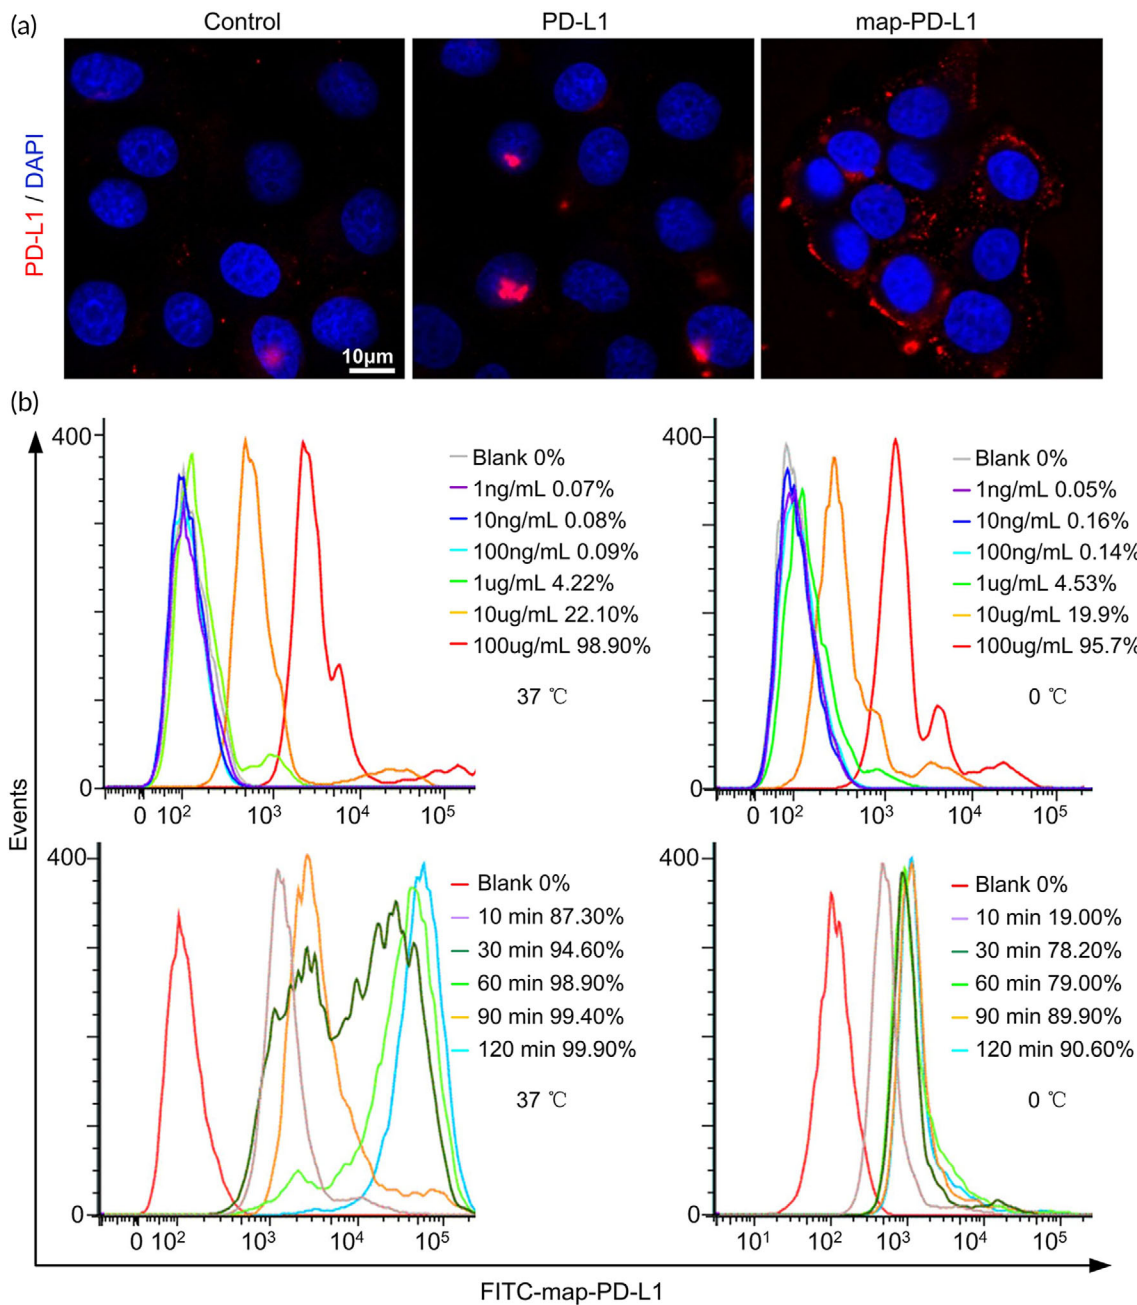 (a)
Control
PD-L1
map-PD-L1
PD-L1 / DAPI
10μm
(b)
Events
400
0
0 10² 10³ 10⁴ 10⁵
Blank 0%
1ng/mL 0.07%
10ng/mL 0.08%
100ng/mL 0.09%
1ug/mL 4.22%
10ug/mL 22.10%
100ug/mL 98.90%
37 ℃
400
0
0 10² 10³ 10⁴ 10⁵
Blank 0%
1ng/mL 0.05%
10ng/mL 0.16%
100ng/mL 0.14%
1ug/mL 4.53%
10ug/mL 19.9%
100ug/mL 95.7%
0 ℃
400
0
0 10² 10³ 10⁴ 10⁵
Blank 0%
10 min 87.30%
30 min 94.60%
60 min 98.90%
90 min 99.40%
120 min 99.90%
37 ℃
400
0
10¹ 10² 10³ 10⁴ 10⁵
Blank 0%
10 min 19.00%
30 min 78.20%
60 min 79.00%
90 min 89.90%
120 min 90.60%
0 ℃
FITC-map-PD-L1